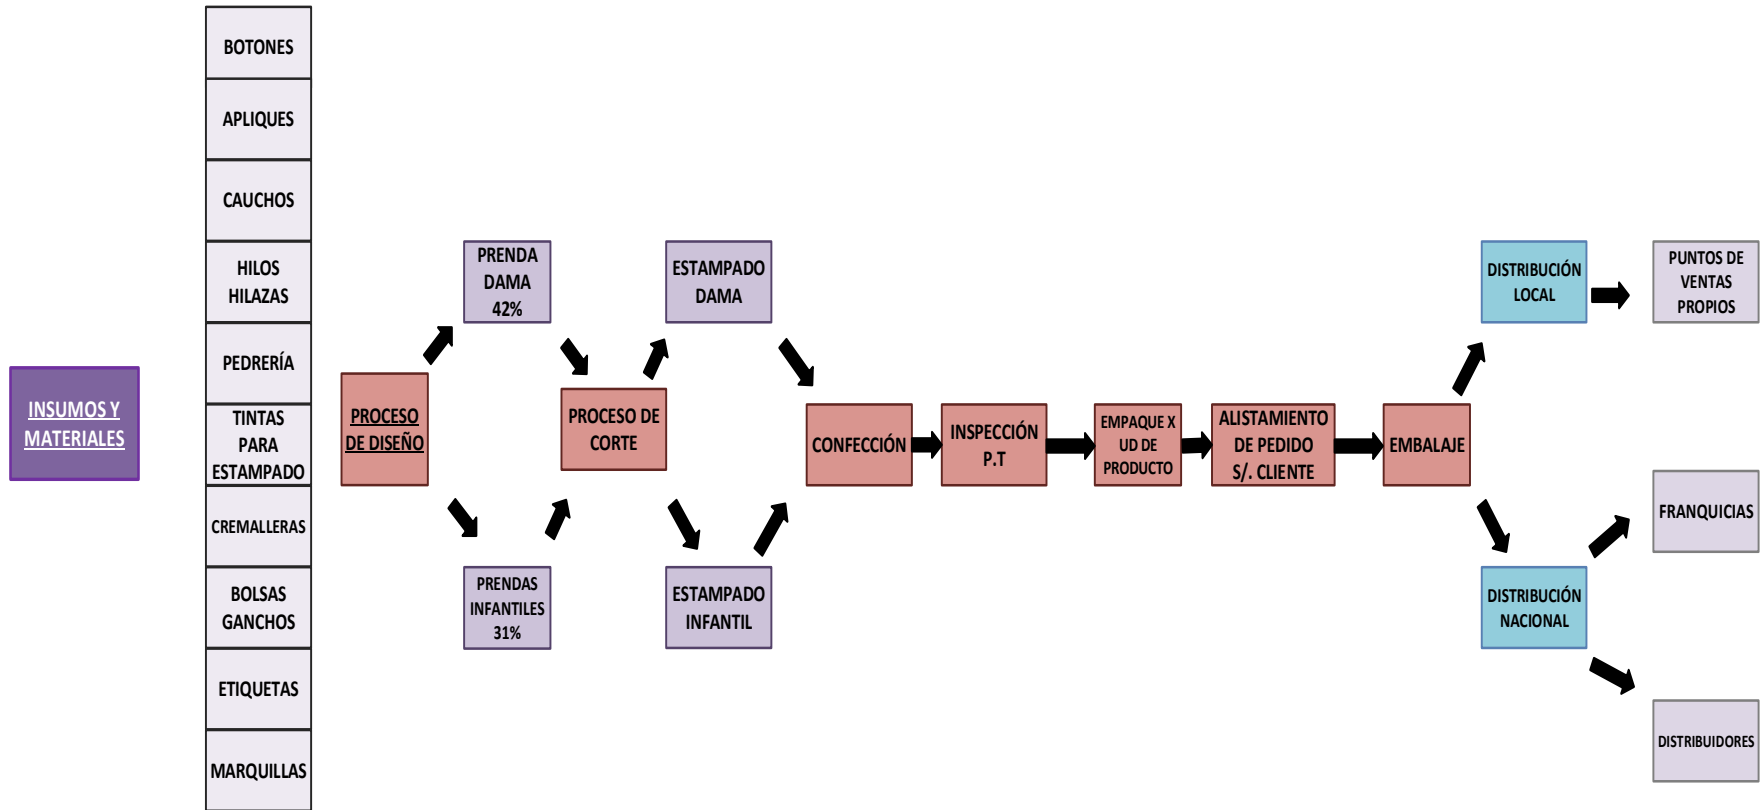 INSUMOS Y
MATERIALES
BOTONES
APLIQUES
CAUCHOS
HILOS
HILAZAS
PEDRERÍA
TINTAS
PARA
ESTAMPADO
CREMALLERAS
BOLSAS
GANCHOS
ETIQUETAS
MARQUILLAS
PROCESO
DE DISEÑO
PRENDA
DAMA
42%
PRENDAS
INFANTILES
31%
PROCESO DE
CORTE
ESTAMPADO
DAMA
ESTAMPADO
INFANTIL
CONFECCIÓN
INSPECCIÓN
P.T
EMPAQUE X
UD DE
PRODUCTO
ALISTAMIENTO
DE PEDIDO
S/. CLIENTE
EMBALAJE
DISTRIBUCIÓN
LOCAL
DISTRIBUCIÓN
NACIONAL
PUNTOS DE
VENTAS
PROPIOS
FRANQUICIAS
DISTRIBUIDORES